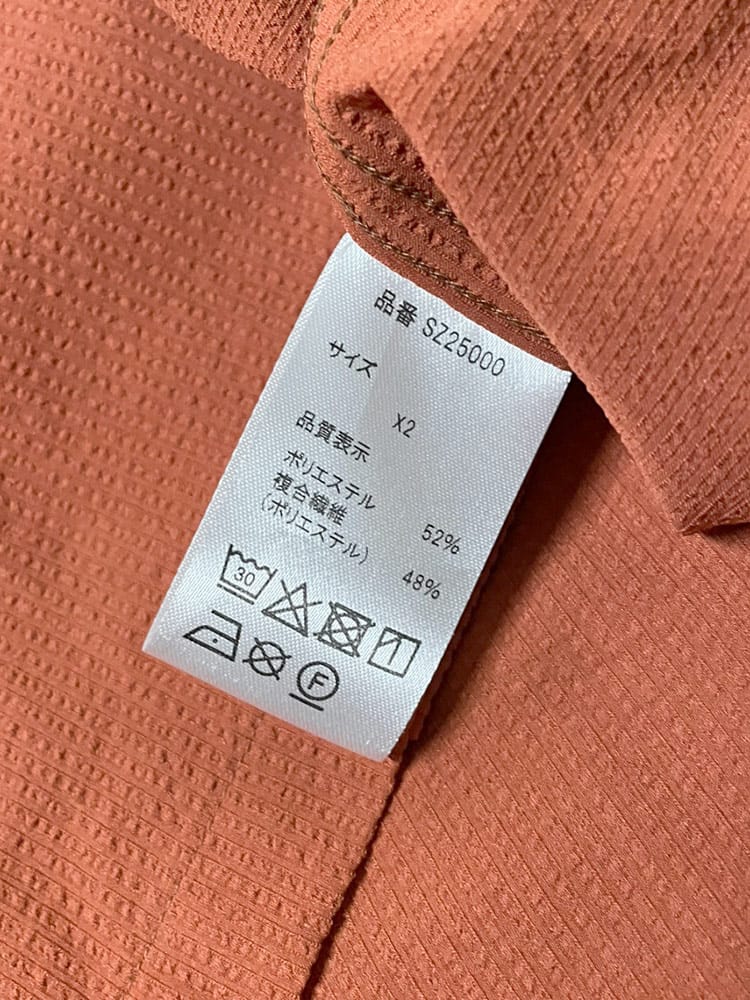 品番 SZ25000
サイズ
X2
品質表示
ポリエステル 52%
複合繊維
(ポリエステル) 48%
30
F